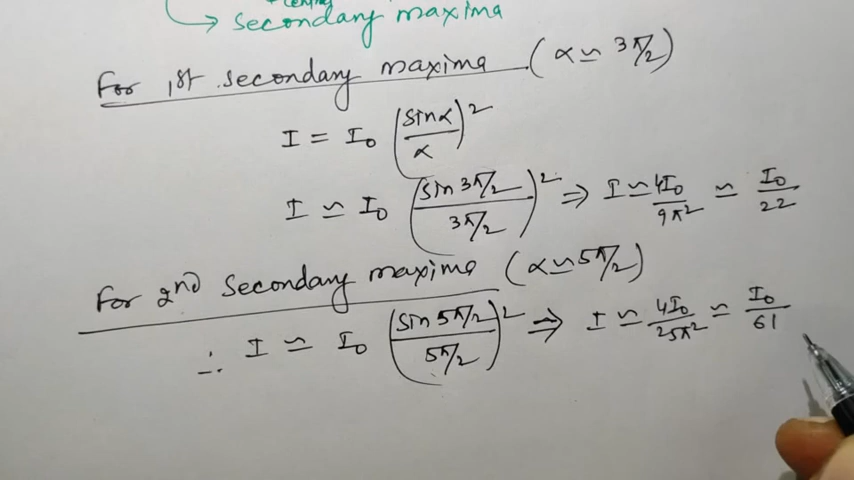 Secondary maxima
For 1st secondary maxima (α ≃ 3π/2)
I = I₀ (sinα/α)²
I ≃ I₀ (sin 3π/2 / 3π/2)² ⇒ I ≃ 4I₀/9π² ≃ I₀/22
For 2nd secondary maxima (α ≃ 5π/2)
∴ I ≃ I₀ (sin 5π/2 / 5π/2)² ⇒ I ≃ 4I₀/25π² ≃ I₀/61